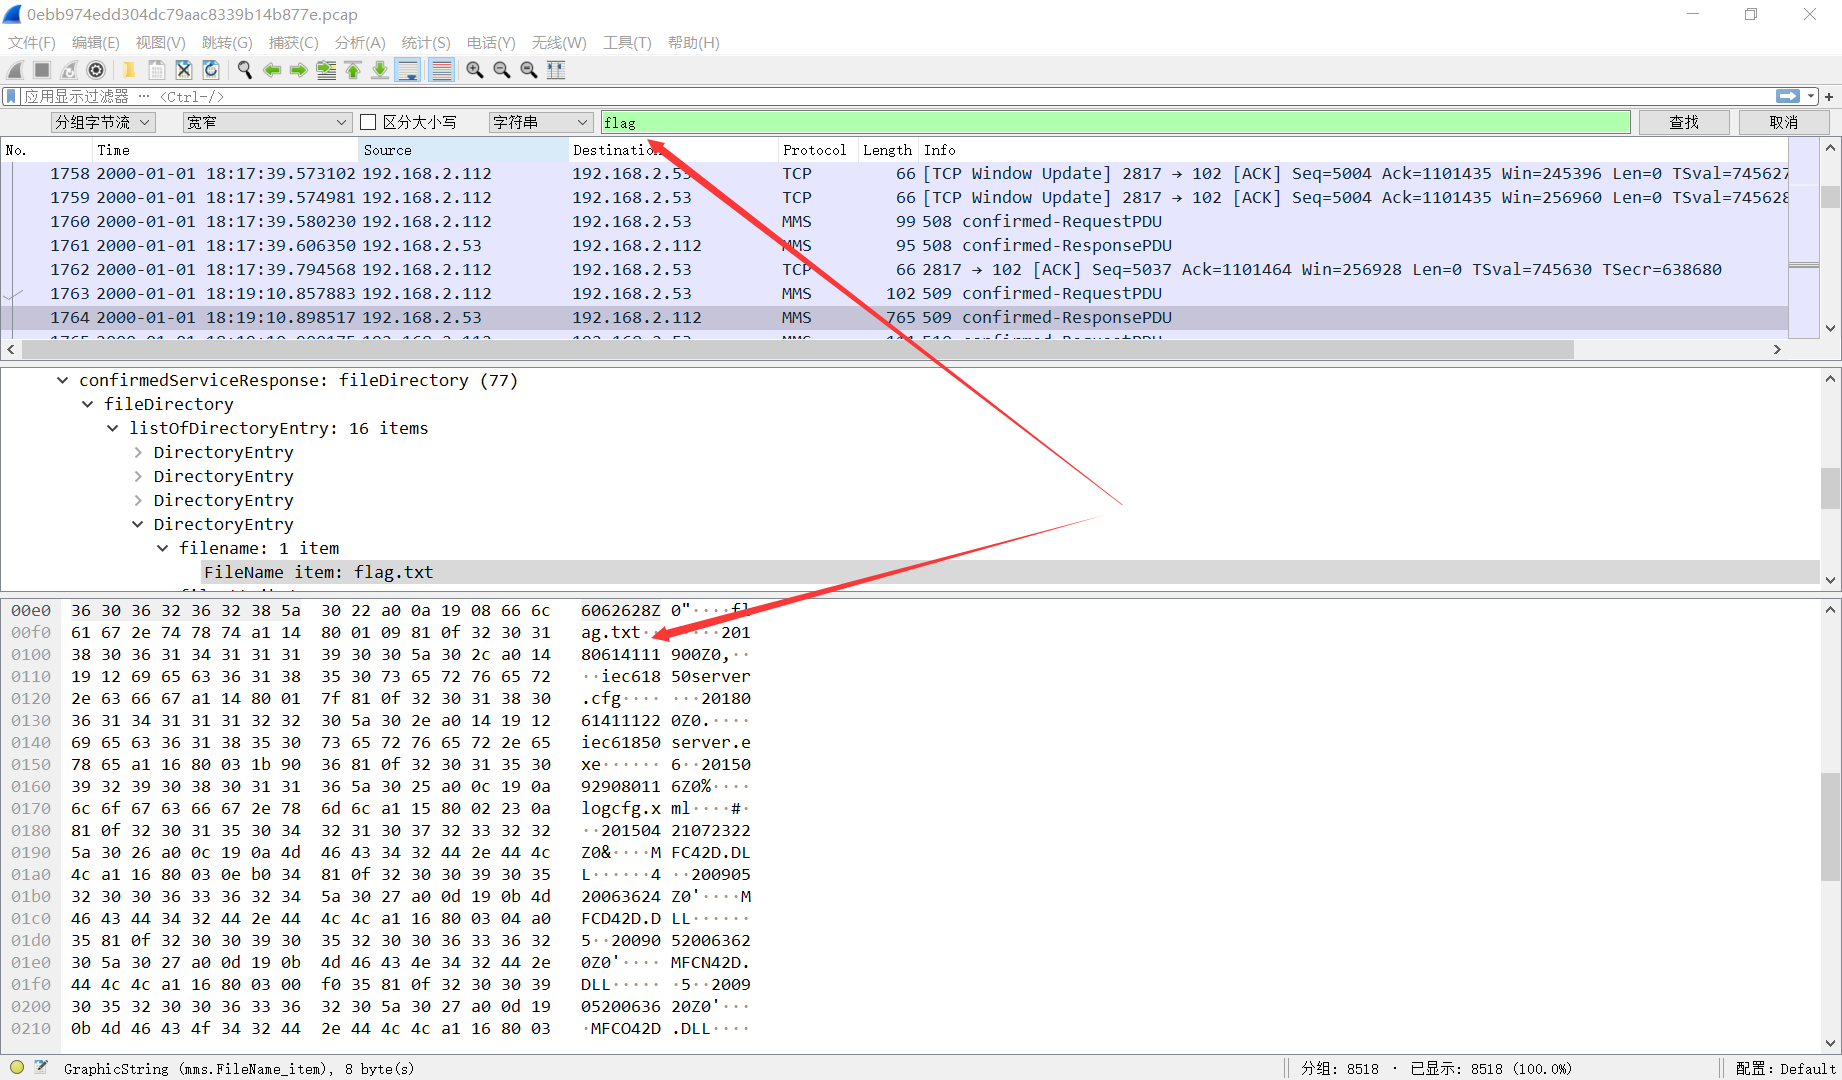 0ebb974edd304dc79aac8339b14b877e.pcap
文件(F) 编辑(E) 视图(V) 跳转(G) 捕获(C) 分析(A) 统计(S) 电话(Y) 无线(W) 工具(T) 帮助(H)
应用显示过滤器 … <Ctrl-/>
分组字节流 宽窄 区分大小写 字符串 flag 查找 取消
No. Time Source Destination Protocol Length Info
1758 2000-01-01 18:17:39.573102 192.168.2.112 192.168.2.53 TCP 66 [TCP Window Update] 2817 → 102 [ACK] Seq=5004 Ack=1101435 Win=245396 Len=0 TSval=745627
1759 2000-01-01 18:17:39.574981 192.168.2.112 192.168.2.53 TCP 66 [TCP Window Update] 2817 → 102 [ACK] Seq=5004 Ack=1101435 Win=256960 Len=0 TSval=745628
1760 2000-01-01 18:17:39.580230 192.168.2.112 192.168.2.53 MMS 99 508 confirmed-RequestPDU
1761 2000-01-01 18:17:39.606350 192.168.2.53 192.168.2.112 MMS 95 508 confirmed-ResponsePDU
1762 2000-01-01 18:17:39.794568 192.168.2.112 192.168.2.53 TCP 66 2817 → 102 [ACK] Seq=5037 Ack=1101464 Win=256928 Len=0 TSval=745630 TSecr=638680
1763 2000-01-01 18:19:10.857883 192.168.2.112 192.168.2.53 MMS 102 509 confirmed-RequestPDU
1764 2000-01-01 18:19:10.898517 192.168.2.53 192.168.2.112 MMS 765 509 confirmed-ResponsePDU
confirmedServiceResponse: fileDirectory (77)
fileDirectory
listOfDirectoryEntry: 16 items
DirectoryEntry
DirectoryEntry
DirectoryEntry
DirectoryEntry
filename: 1 item
FileName item: flag.txt
00e0 36 30 36 32 36 32 38 5a 30 22 a0 0a 19 08 66 6c 6062628Z 0"····fl
00f0 61 67 2e 74 78 74 a1 14 80 01 09 81 0f 32 30 31 ag.txt·· ·····201
0100 38 30 36 31 34 31 31 31 39 30 30 5a 30 2c a0 14 80614111 900Z0,··
0110 19 12 69 65 63 36 31 38 35 30 73 65 72 76 65 72 ··iec618 50server
0120 2e 63 66 67 a1 14 80 01 7f 81 0f 32 30 31 38 30 .cfg···· ···20180
0130 36 31 34 31 31 31 32 32 30 5a 30 2e a0 14 19 12 61411122 0Z0.····
0140 69 65 63 36 31 38 35 30 73 65 72 76 65 72 2e 65 iec61850 server.e
0150 78 65 a1 16 80 03 1b 90 36 81 0f 32 30 31 35 30 xe······ 6··20150
0160 39 32 39 30 38 30 31 31 36 5a 30 25 a0 0c 19 0a 92908011 6Z0%····
0170 6c 6f 67 63 66 67 2e 78 6d 6c a1 15 80 02 23 0a logcfg.x ml····#·
0180 81 0f 32 30 31 35 30 34 32 31 30 37 32 33 32 32 ··201504 21072322
0190 5a 30 26 a0 0c 19 0a 4d 46 43 34 32 44 2e 44 4c Z0&····M FC42D.DL
01a0 4c a1 16 80 03 0e b0 34 81 0f 32 30 30 39 30 35 L······4 ··200905
01b0 32 30 30 36 33 36 32 34 5a 30 27 a0 0d 19 0b 4d 20063624 Z0'····M
01c0 46 43 44 34 32 44 2e 44 4c 4c a1 16 80 03 04 a0 FCD42D.D LL······
01d0 35 81 0f 32 30 30 39 30 35 32 30 30 36 33 36 32 5··20090 52006362
01e0 30 5a 30 27 a0 0d 19 0b 4d 46 43 4e 34 32 44 2e 0Z0'···· MFCN42D.
01f0 44 4c 4c a1 16 80 03 00 f0 35 81 0f 32 30 30 39 DLL····· ·5··2009
0200 30 35 32 30 30 36 33 36 32 30 5a 30 27 a0 0d 19 05200636 20Z0'···
0210 0b 4d 46 43 4f 34 32 44 2e 44 4c 4c a1 16 80 03 ·MFCO42D .DLL····
GraphicString (mms.FileName_item), 8 byte(s) 分组: 8518 · 已显示: 8518 (100.0%) 配置: Default